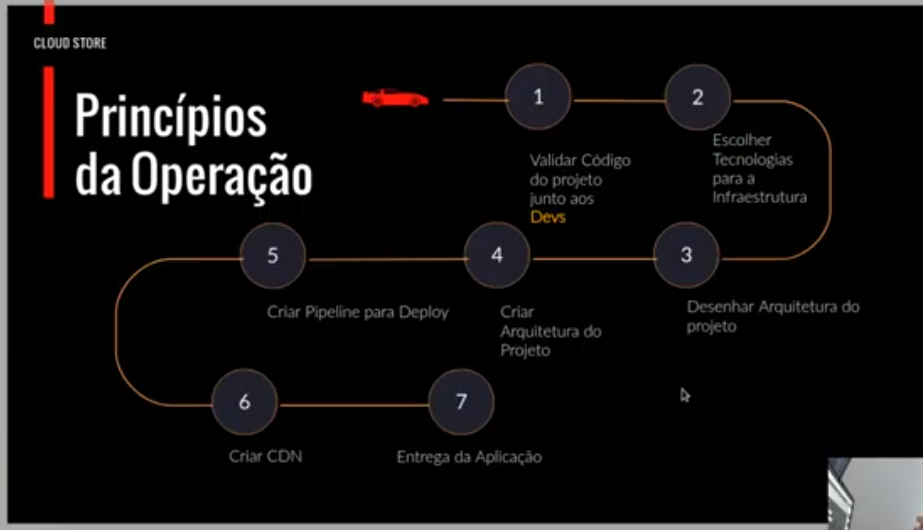 CLOUD STORE
Princípios
da Operação
1
Validar Código
do projeto
junto aos
Devs
2
Escolher
Tecnologias
para a
Infraestrutura
3
Desenhar Arquitetura do
projeto
4
Criar
Arquitetura do
Projeto
5
Criar Pipeline para Deploy
6
Criar CDN
7
Entrega da Aplicação